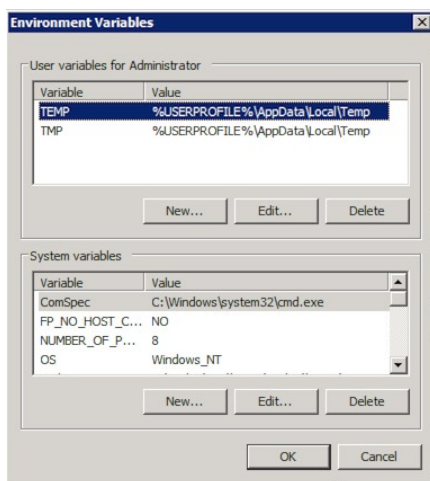 Environment Variables
User variables for Administrator
Variable Value
TEMP %USERPROFILE%\AppData\Local\Temp
TMP %USERPROFILE%\AppData\Local\Temp
New... Edit... Delete
System variables
Variable Value
ComSpec C:\Windows\system32\cmd.exe
FP_NO_HOST_C... NO
NUMBER_OF_P... 8
OS Windows_NT
New... Edit... Delete
OK Cancel